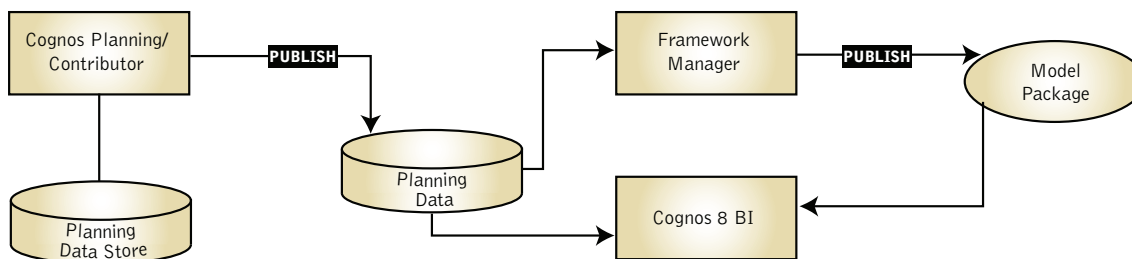 Cognos Planning/
Contributor
PUBLISH
Framework
Manager
PUBLISH
Model
Package
Planning
Data
Cognos 8 BI
Planning
Data Store